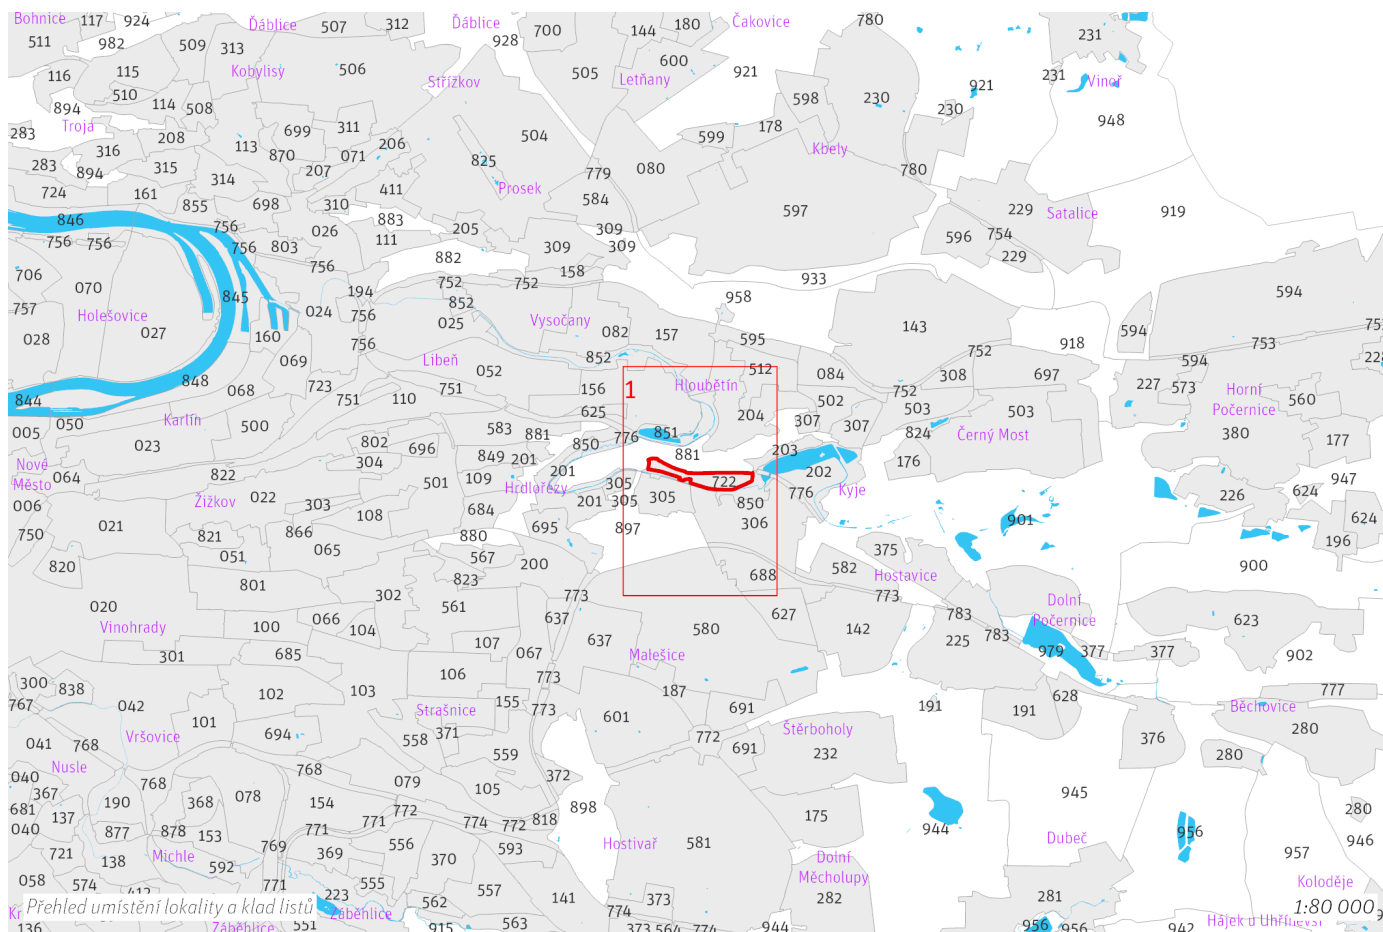 Bohnice 117 924
Ďáblice 507 312 Ďáblice 700 144 180 Čakovice 780
511 982 509 313 928 231
116 115 Kobylisy 506 Střížkov 505 Letňany 600 921 598 230 921 231 Vinoř
510 894 114 508 230 948
283 Troja 208 699 311 504 599 178
316 113 870 071 206 825 Kbely
283 894 315 207 779 080 780
724 161 314 411 Prosek 584
846 855 698 310 883 597 229 Satalice 919
756 756 756 026 205 309 596 754
756 803 111 309 309 229
882
706 756 158 933
070 845 194 752 752 958 594
757 Holešovice 024 756 852
028 027 160 025 Vysočany 082 157 143 594
756 595 918 753
069 Libeň 852 752 594 228
848 052 512 084 308 697 227 573 Horní
844 068 723 751 156 Hloubětín 752 Počernice
751 110 1 502 560
050 Karlín 625 204 503 503
005 500 583 881 776 851 307 307 824 Černý Most 380 177
023 802 696 850 881 203
Nové 304 849 201 201 176
Město 064 822 501 109 Hrdlořezy 305 722 202 Kyje 947
006 Žižkov 022 303 201 305 305 850 776 226 624
750 021 108 684 695 897 306 901 624
821 866 880 196
051 065 567 200 375
820 801 823 688 582 Hostavice 900
302 773 773
020 066 561 637 627 783 Dolní
Vinohrady 100 104 637 580 142 Počernice 623
301 685 107 067 Malešice 225 783 979 377 377 902
300 838 106 773 187
767 042 102 103 155 773 601 691 191 191 628 777
101 Strašnice Běchovice
041 768 Vršovice 694 558 371 772 691 Štěrboholy 376 280
Nusle 559 232 280
040 768 768 079 372
367 190 368 078 154 105 898 945
681 137 772 175 280
040 877 878 153 771 771 774 772 818 944 956
721 Michle 769 556 593 Hostivař 581 Dubeč 946
138 592 369 370 Dolní 957
058 574 771 555 557 Měcholupy Koloděje
412 223 562 141 373 282 281
Přehled umístění lokality a klad listů Záběhlice 1:80 000
136 Záběhlice 551 915 563 774 373 564 774 944 956 956 942 Hájek u Uhříněvsi